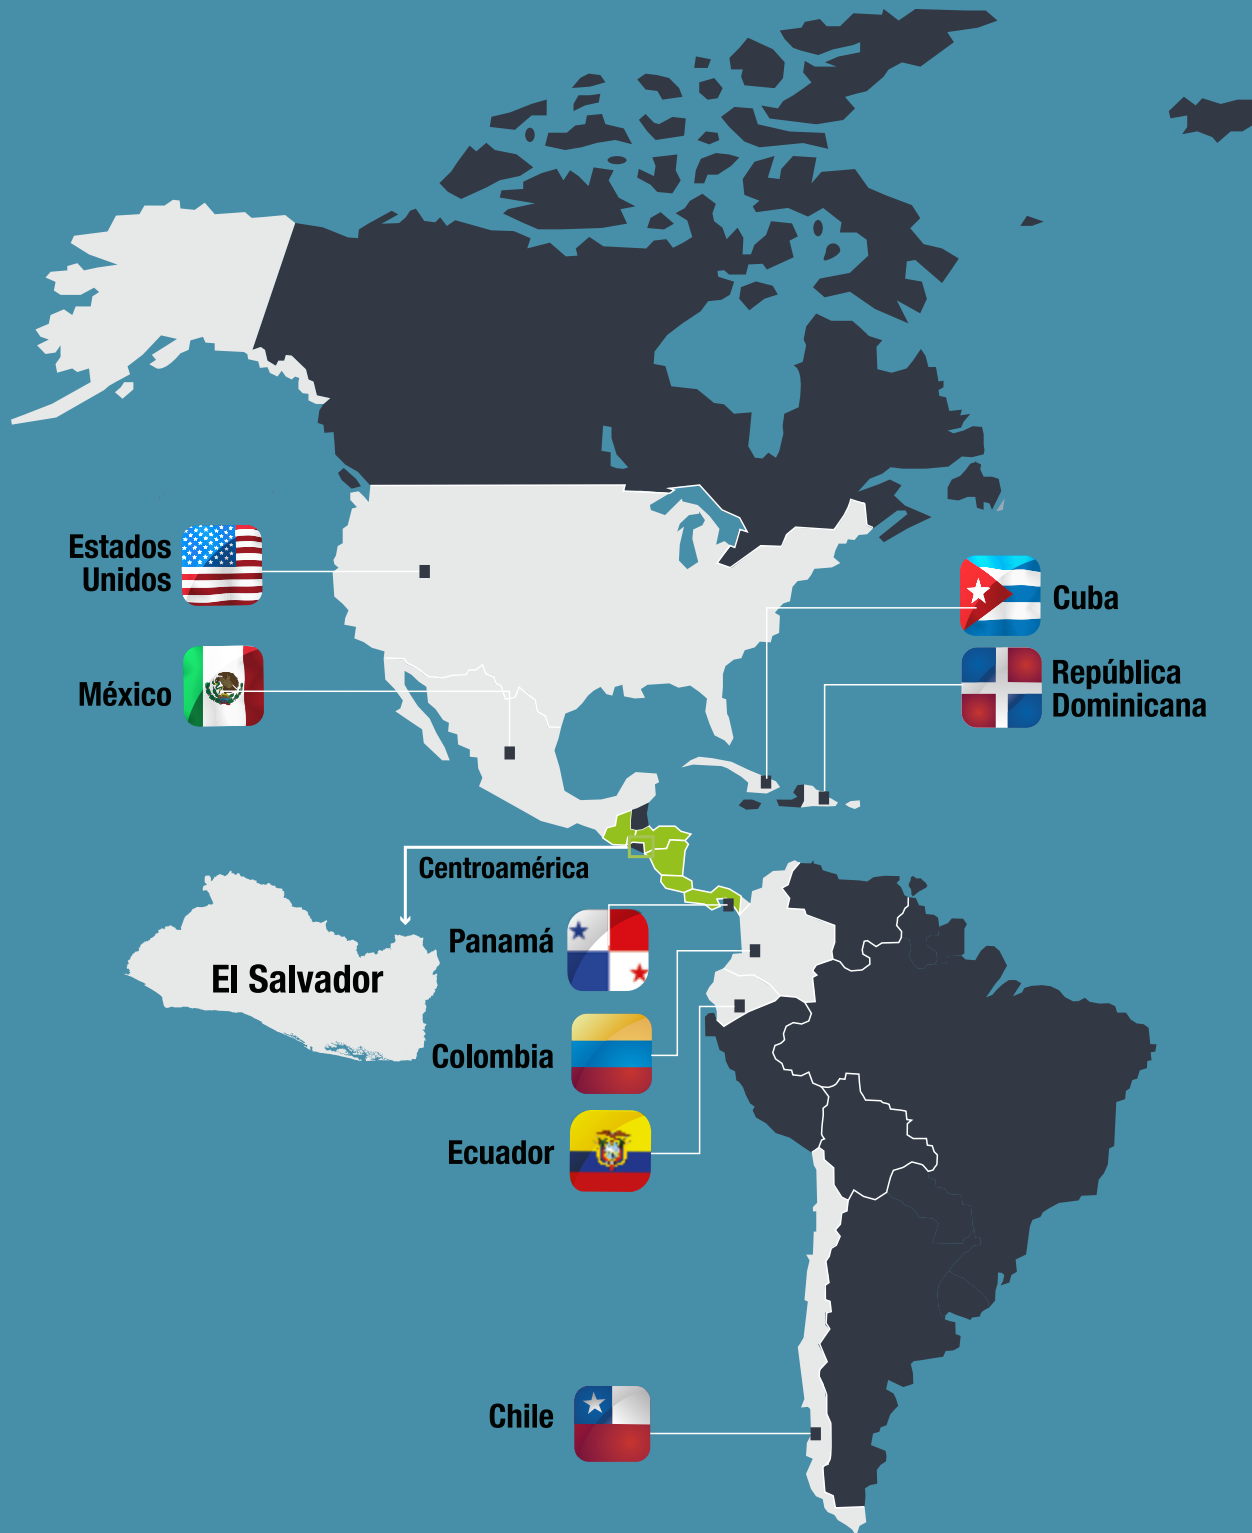 Estados
Unidos
México
Cuba
República
Dominicana
Centroamérica
El Salvador
Panamá
Colombia
Ecuador
Chile